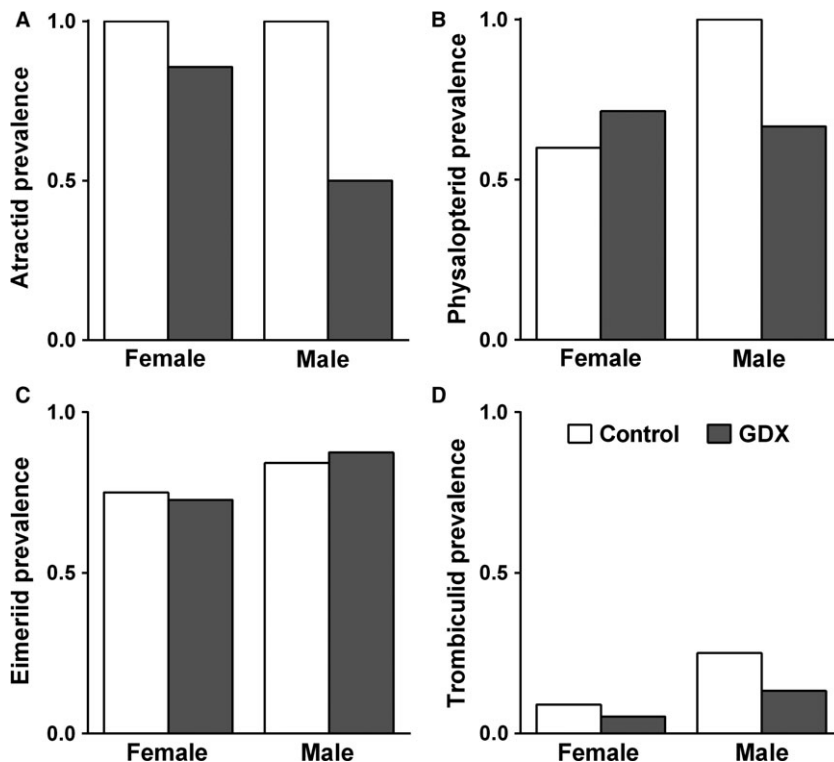 A
Atractid prevalence
1.0
0.5
0.0
Female Male
B
Physalopterid prevalence
1.0
0.5
0.0
Female Male
C
Eimeriid prevalence
1.0
0.5
0.0
Female Male
D
Trombiculid prevalence
1.0
0.5
0.0
Control GDX
Female Male